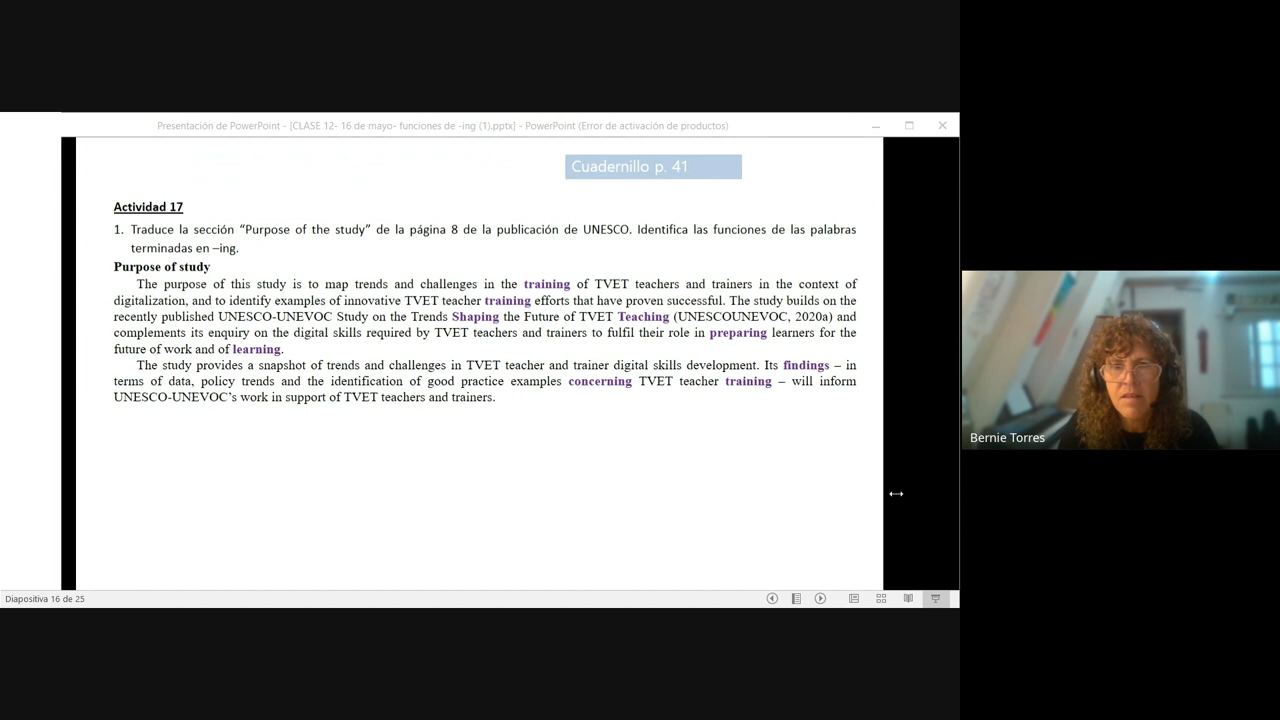 Presentación de PowerPoint - [CLASE 12- 16 de mayo- funciones de -ing (1).pptx] - PowerPoint (Error de activación de productos)
Cuadernillo p. 41
Actividad 17
1. Traduce la sección “Purpose of the study” de la página 8 de la publicación de UNESCO. Identifica las funciones de las palabras
terminadas en –ing.
Purpose of study
The purpose of this study is to map trends and challenges in the training of TVET teachers and trainers in the context of
digitalization, and to identify examples of innovative TVET teacher training efforts that have proven successful. The study builds on the
recently published UNESCO-UNEVOC Study on the Trends Shaping the Future of TVET Teaching (UNESCOUNEVOC, 2020a) and
complements its enquiry on the digital skills required by TVET teachers and trainers to fulfil their role in preparing learners for the
future of work and of learning.
The study provides a snapshot of trends and challenges in TVET teacher and trainer digital skills development. Its findings – in
terms of data, policy trends and the identification of good practice examples concerning TVET teacher training – will inform
UNESCO-UNEVOC’s work in support of TVET teachers and trainers.
Bernie Torres
Diapositiva 16 de 25